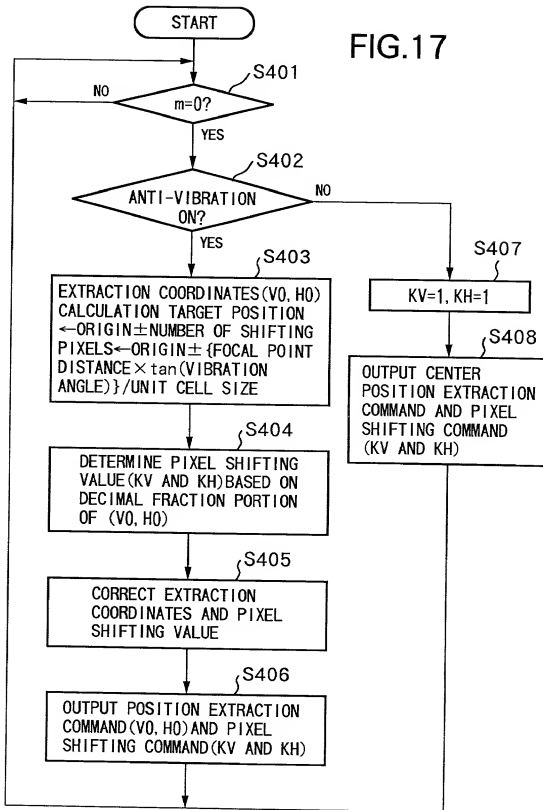 START
FIG.17
S401
NO
m=0?
YES
S402
NO
ANTI-VIBRATION
ON?
YES
S403
EXTRACTION COORDINATES(V0, H0)
CALCULATION TARGET POSITION
←ORIGIN±NUMBER OF SHIFTING
PIXELS←ORIGIN±{FOCAL POINT
DISTANCE×tan(VIBRATION
ANGLE)}/UNIT CELL SIZE
S407
KV=1, KH=1
S408
OUTPUT CENTER
POSITION EXTRACTION
COMMAND AND PIXEL
SHIFTING COMMAND
(KV AND KH)
S404
DETERMINE PIXEL SHIFTING
VALUE(KV AND KH)BASED ON
DECIMAL FRACTION PORTION
OF (V0, H0)
S405
CORRECT EXTRACTION
COORDINATES AND PIXEL
SHIFTING VALUE
S406
OUTPUT POSITION EXTRACTION
COMMAND(V0, H0)AND PIXEL
SHIFTING COMMAND(KV AND KH)